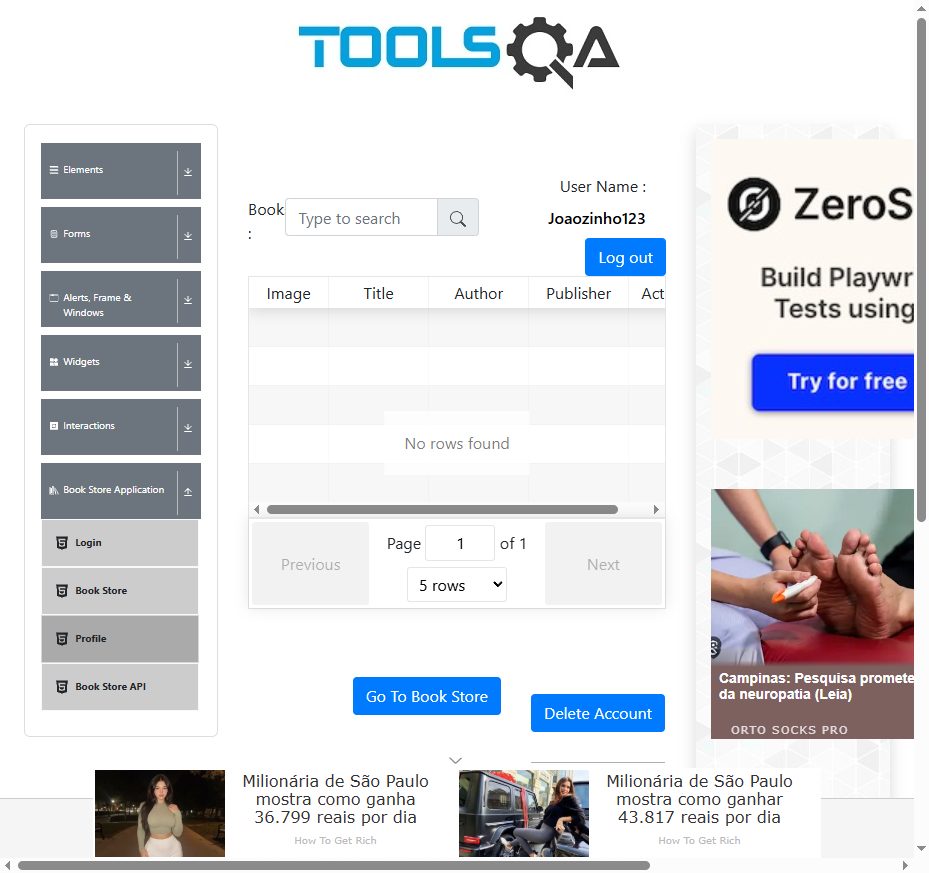 TOOLSQA
Elements
Forms
Alerts, Frame &
Windows
Widgets
Interactions
Book Store Application
Login
Book Store
Profile
Book Store API
Book
:
Type to search
User Name :
Joaozinho123
Log out
Image Title Author Publisher Act
No rows found
Previous
Page 1 of 1
5 rows
Next
Go To Book Store
Delete Account
ZeroS
Build Playwr
Tests using
Try for free
Campinas: Pesquisa promete
da neuropatia (Leia)
ORTO SOCKS PRO
Milionária de São Paulo
mostra como ganha
36.799 reais por dia
How To Get Rich
Milionária de São Paulo
mostra como ganhar
43.817 reais por dia
How To Get Rich